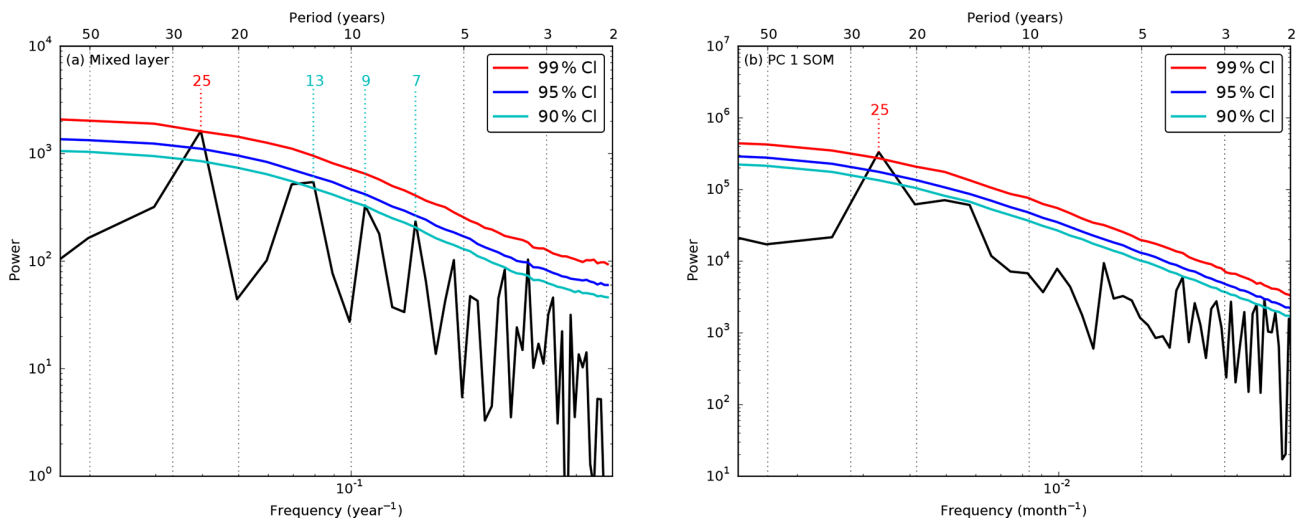 Period (years)
50 30 20 10 5 3 2
10^4
10^3
10^2
10^1
10^0
Power
(a) Mixed layer
25 13 9 7
99% CI
95% CI
90% CI
10^-1
Frequency (year^-1)
Period (years)
50 30 20 10 5 3 2
10^7
10^6
10^5
10^4
10^3
10^2
10^1
Power
(b) PC 1 SOM
25
99% CI
95% CI
90% CI
10^-2
Frequency (month^-1)